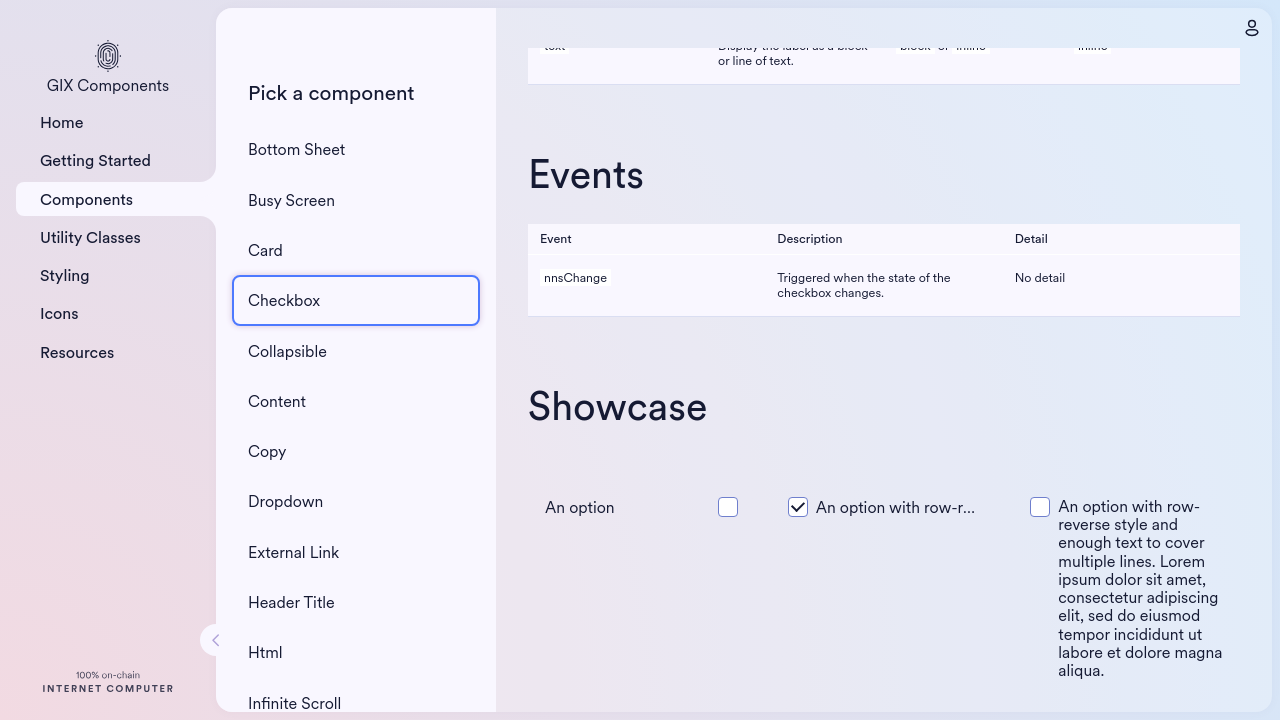 GIX Components
Home
Getting Started
Components
Utility Classes
Styling
Icons
Resources
100% on-chain
INTERNET COMPUTER
Pick a component
Bottom Sheet
Busy Screen
Card
Checkbox
Collapsible
Content
Copy
Dropdown
External Link
Header Title
Html
Infinite Scroll
text Display the label as a block block or inline inline
or line of text.
Events
Event Description Detail
nnsChange Triggered when the state of the No detail
checkbox changes.
Showcase
An option
An option with row-r...
An option with row-
reverse style and
enough text to cover
multiple lines. Lorem
ipsum dolor sit amet,
consectetur adipiscing
elit, sed do eiusmod
tempor incididunt ut
labore et dolore magna
aliqua.